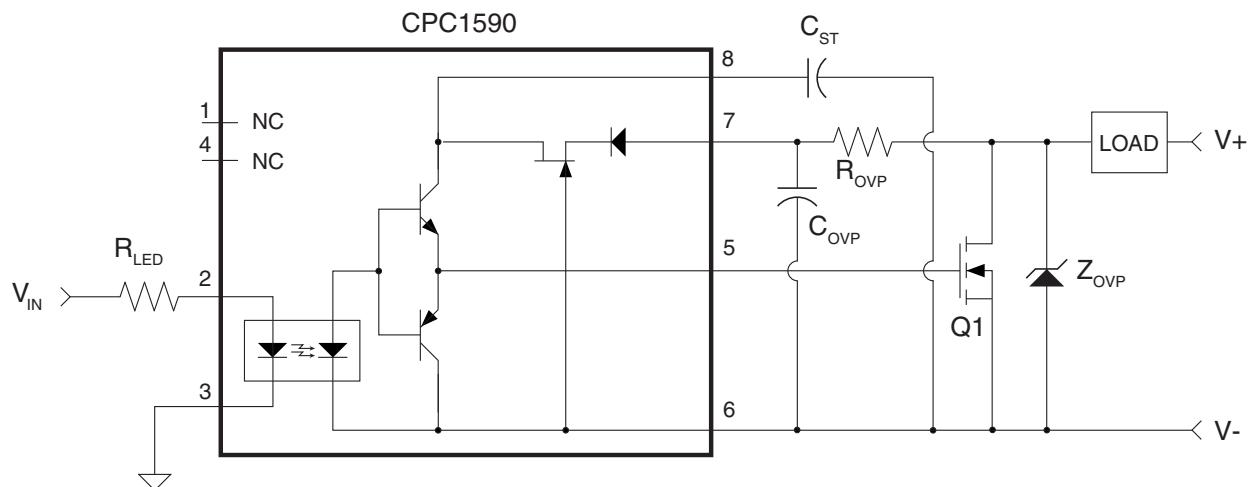 CPC1590
C_ST
8
1 NC
7
LOAD
V+
4 NC
R_OVP
C_OVP
R_LED
5
2
V_IN
Z_OVP
Q1
3
6
V-